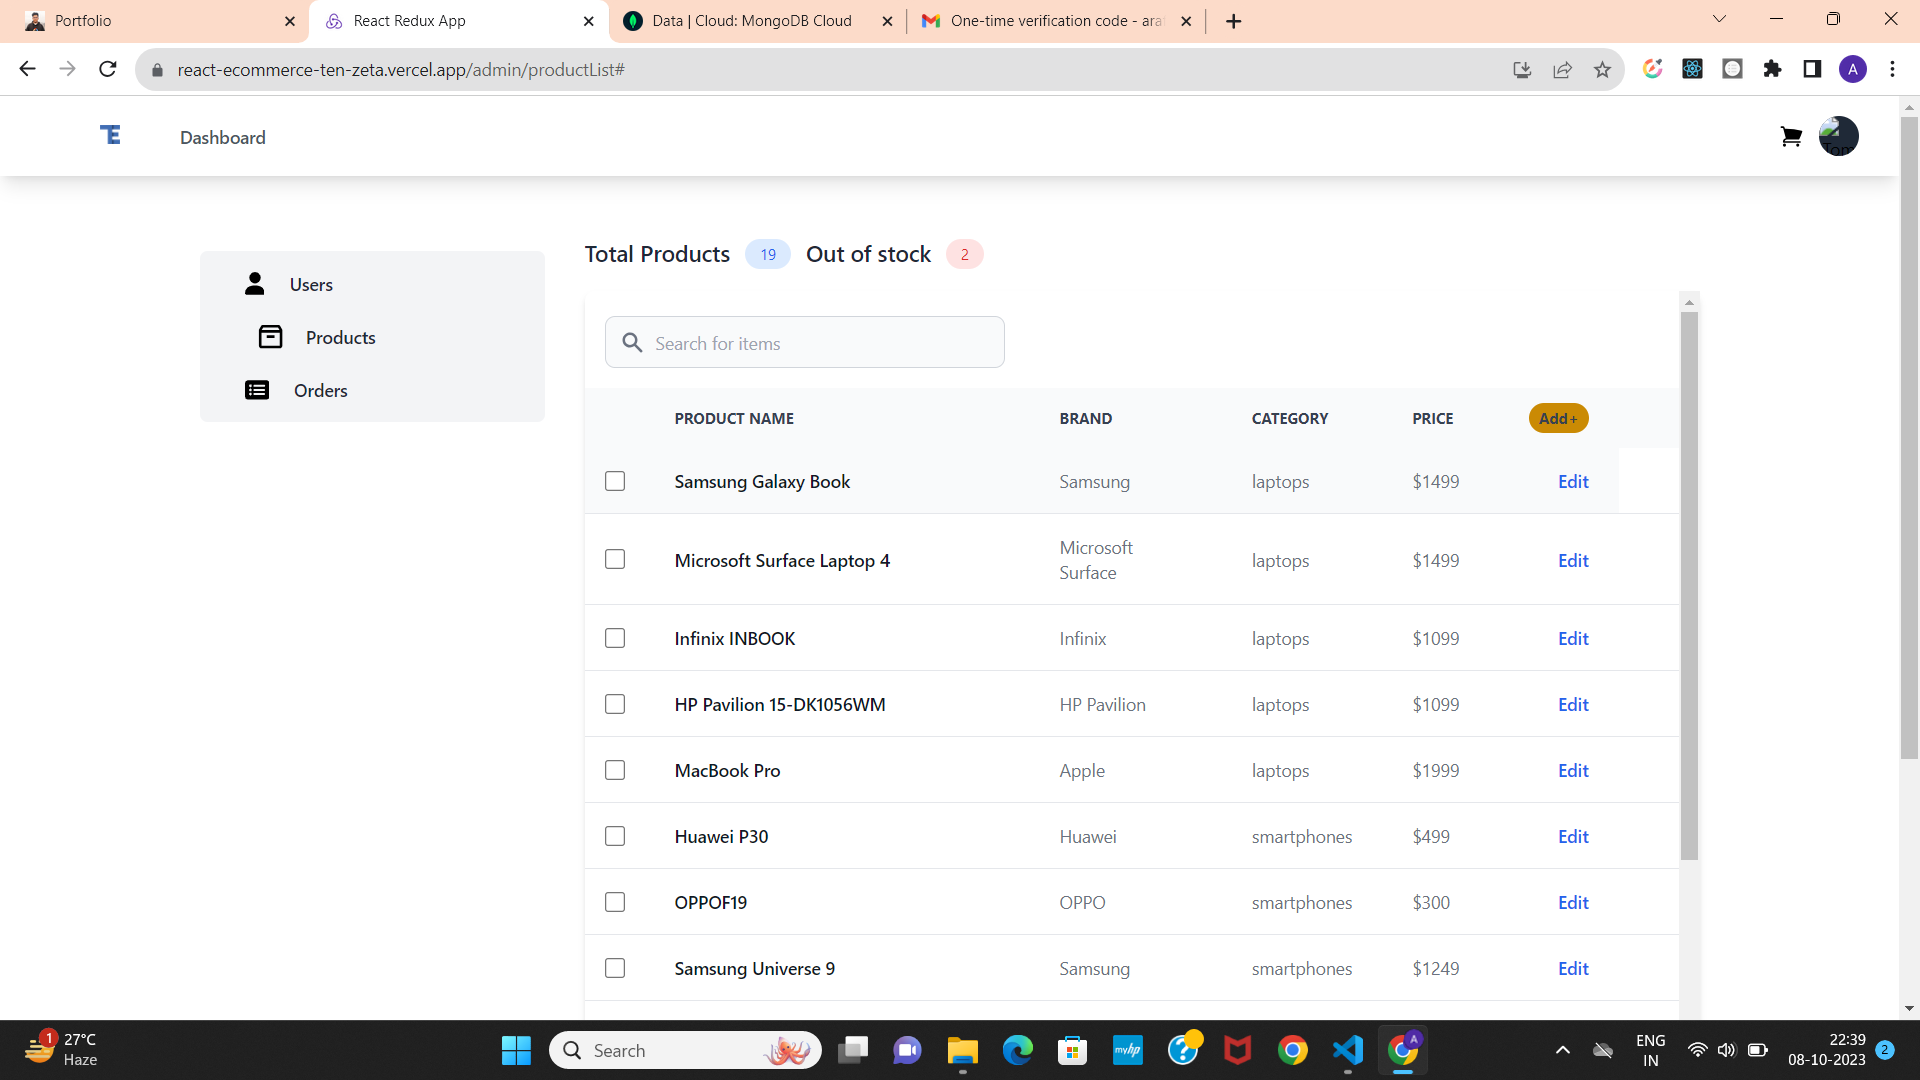 Portfolio
React Redux App
Data | Cloud: MongoDB Cloud
One-time verification code - ara
react-ecommerce-ten-zeta.vercel.app/admin/productList#
A
TE
Dashboard
Tom
Users
Products
Orders
Total Products 19 Out of stock 2
Search for items
PRODUCT NAME BRAND CATEGORY PRICE Add+
Samsung Galaxy Book Samsung laptops $1499 Edit
Microsoft Surface Laptop 4 Microsoft Surface laptops $1499 Edit
Infinix INBOOK Infinix laptops $1099 Edit
HP Pavilion 15-DK1056WM HP Pavilion laptops $1099 Edit
MacBook Pro Apple laptops $1999 Edit
Huawei P30 Huawei smartphones $499 Edit
OPPOF19 OPPO smartphones $300 Edit
Samsung Universe 9 Samsung smartphones $1249 Edit
1
27°C
Haze
Search
myhp
?
A
ENG
IN
22:39
08-10-2023
2